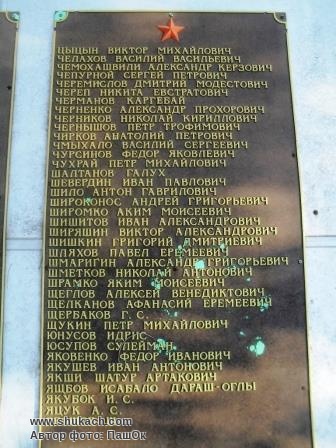 ЦЫЦЫН ВИКТОР МИХАЙЛОВИЧ
ЧЕЛАХОВ ВАСИЛИЙ ВАСИЛЬЕВИЧ
ЧЕМОХАШВИЛИ АЛЕКСАНДР КЕРЗОВИЧ
ЧЕПУРНОЙ СЕРГЕЙ ПЕТРОВИЧ
ЧЕРЕМИСЛОВ ДМИТРИЙ МОДЕСТОВИЧ
ЧЕРЕП НИКИТА ЕВСТРАТОВИЧ
ЧЕРМАНОВ КАРГЕБАЙ
ЧЕРНЕНКО АЛЕКСАНДР ПРОХОРОВИЧ
ЧЕРНИКОВ НИКОЛАЙ КИРИЛЛОВИЧ
ЧЕРНЫШОВ ПЕТР ТРОФИМОВИЧ
ЧИРКОВ АНАТОЛИЙ ПЕТРОВИЧ
ЧМЫХАЛО ВАСИЛИЙ СЕРГЕЕВИЧ
ЧУРСИНОВ ФЕДОР ЯКОВЛЕВИЧ
ЧУХРАЙ ПЕТР МИХАЙЛОВИЧ
ШАЛТАНОВ ГАЛУХ
ШЕВЕРДИН ИВАН ПАВЛОВИЧ
ШИЛО АНТОН ГАВРИЛОВИЧ
ШИРОКОНОС АНДРЕЙ ГРИГОРЬЕВИЧ
ШИРОМКО АКИМ МОИСЕЕВИЧ
ШИШИТОВ ИВАН АЛЕКСАНДРОВИЧ
ШИРЯШИН ВИКТОР АЛЕКСАНДРОВИЧ
ШИШКИН ГРИГОРИЙ ДМИТРИЕВИЧ
ШЛЯХОВ ПАВЕЛ ЕРЕМЕЕВИЧ
ШМАРИГИН АЛЕКСАНДР ГРИГОРЬЕВИЧ
ШМЕТКОВ НИКОЛАЙ АНТОНОВИЧ
ШРАМКО ЯКИМ МОИСЕЕВИЧ
ЩЕГЛОВ АЛЕКСЕЙ ВЕНЕДИКТОВИЧ
ЩЕЛКАНОВ АФАНАСИЙ ЕРЕМЕЕВИЧ
ЩЕРБАКОВ Г. С.
ЩУКИН ПЕТР МИХАЙЛОВИЧ
ЮНУСОВ ИДРИС
ЮСУПОВ СУЛЕЙМАН
ЯКОВЕНКО ФЕДОР ИВАНОВИЧ
ЯКУШЕВ ИВАН АНТОНОВИЧ
ЯКШИ ШАТУР АРТАКОВИЧ
ЯЩБОВ ИСАБАЛО ДАРАШ-ОГЛЫ
ЯКУБОК И. С.
ЯЩУК А. С.
www.shukach.com
Автор фото: ПашОк